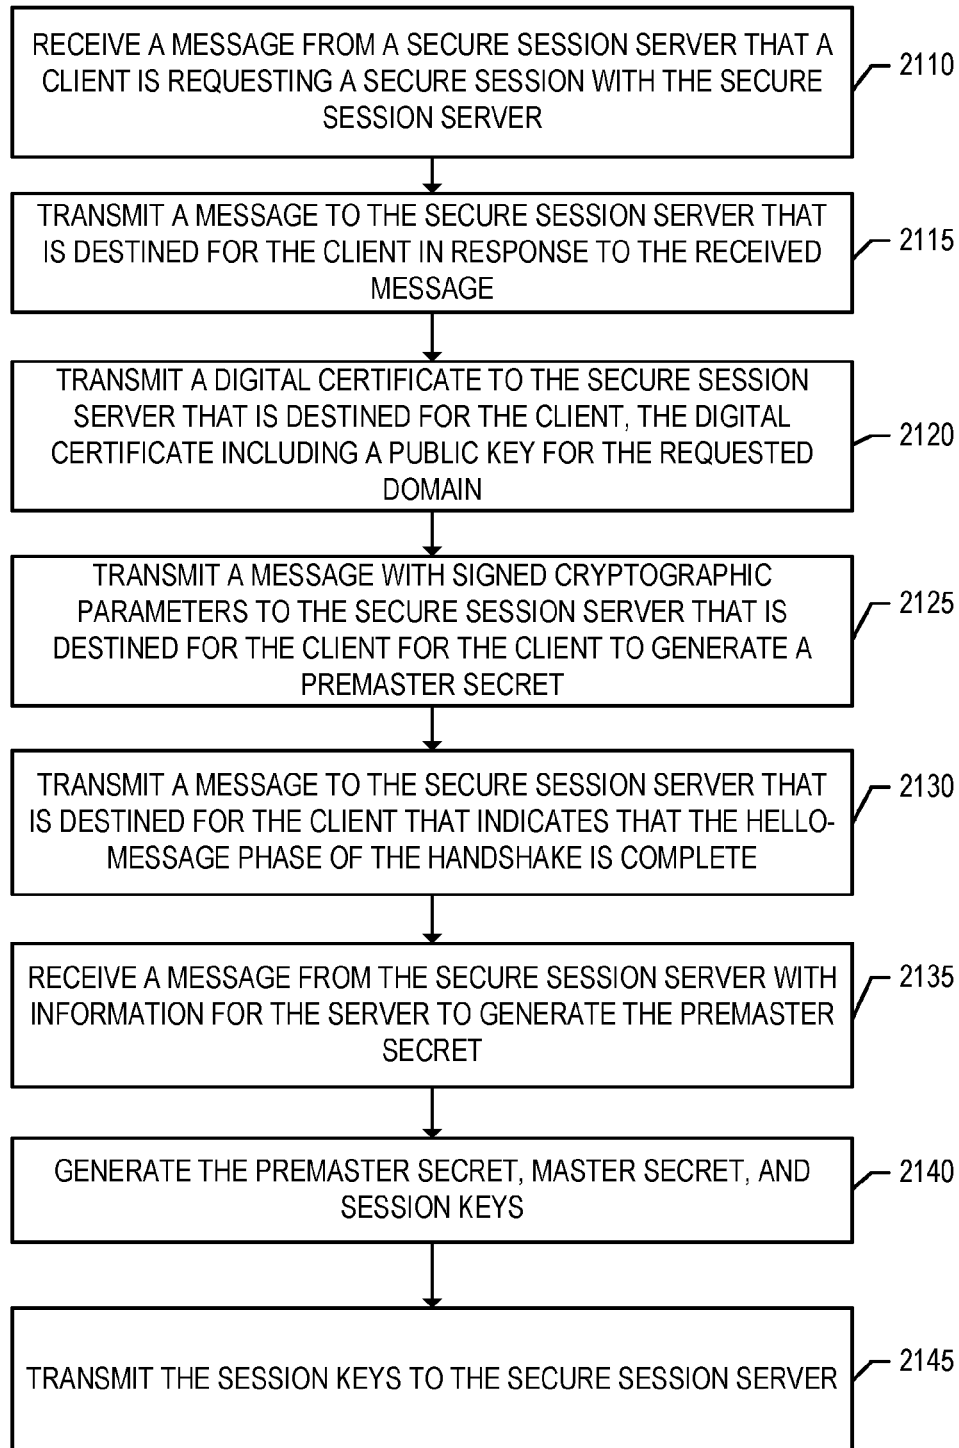 RECEIVE A MESSAGE FROM A SECURE SESSION SERVER THAT A
CLIENT IS REQUESTING A SECURE SESSION WITH THE SECURE
SESSION SERVER
2110
TRANSMIT A MESSAGE TO THE SECURE SESSION SERVER THAT
IS DESTINED FOR THE CLIENT IN RESPONSE TO THE RECEIVED
MESSAGE
2115
TRANSMIT A DIGITAL CERTIFICATE TO THE SECURE SESSION
SERVER THAT IS DESTINED FOR THE CLIENT, THE DIGITAL
CERTIFICATE INCLUDING A PUBLIC KEY FOR THE REQUESTED
DOMAIN
2120
TRANSMIT A MESSAGE WITH SIGNED CRYPTOGRAPHIC
PARAMETERS TO THE SECURE SESSION SERVER THAT IS
DESTINED FOR THE CLIENT FOR THE CLIENT TO GENERATE A
PREMASTER SECRET
2125
TRANSMIT A MESSAGE TO THE SECURE SESSION SERVER THAT
IS DESTINED FOR THE CLIENT THAT INDICATES THAT THE HELLO-
MESSAGE PHASE OF THE HANDSHAKE IS COMPLETE
2130
RECEIVE A MESSAGE FROM THE SECURE SESSION SERVER WITH
INFORMATION FOR THE SERVER TO GENERATE THE PREMASTER
SECRET
2135
GENERATE THE PREMASTER SECRET, MASTER SECRET, AND
SESSION KEYS
2140
TRANSMIT THE SESSION KEYS TO THE SECURE SESSION SERVER
2145